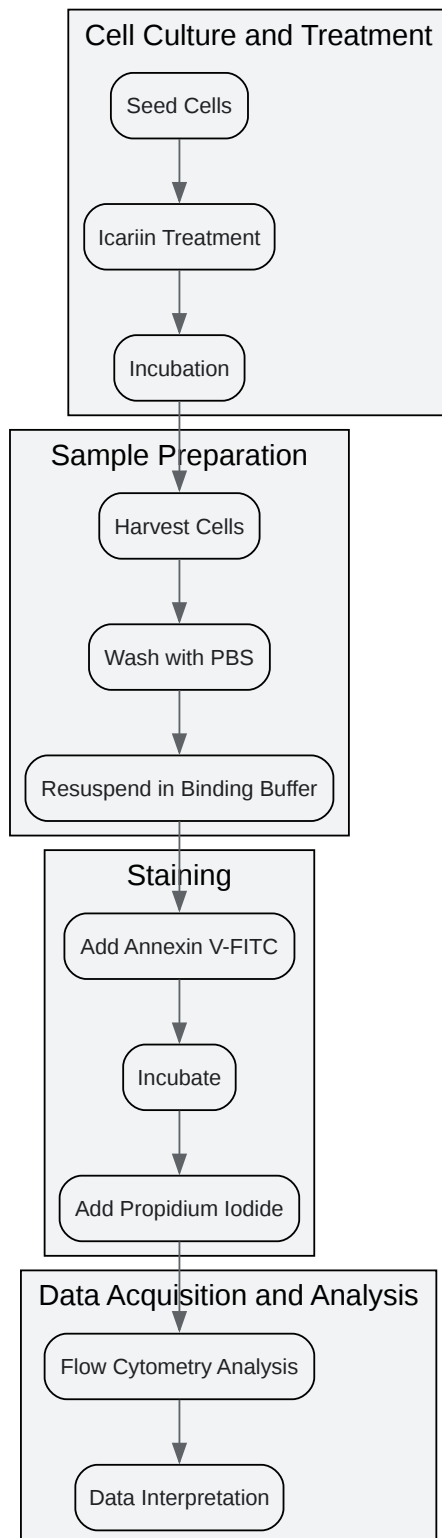 Cell Culture and Treatment
Seed Cells
Icariin Treatment
Incubation
Sample Preparation
Harvest Cells
Wash with PBS
Resuspend in Binding Buffer
Staining
Add Annexin V-FITC
Incubate
Add Propidium Iodide
Data Acquisition and Analysis
Flow Cytometry Analysis
Data Interpretation